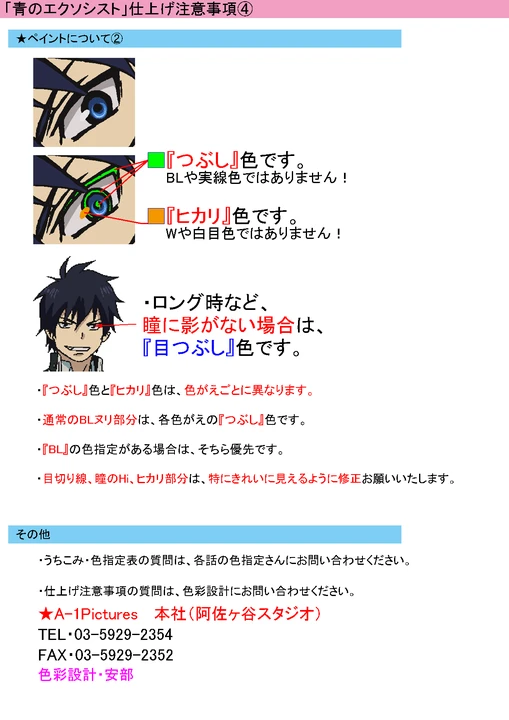 「青のエクソシスト」仕上げ注意事項④
★ペイントについて②
『つぶし』色です。
BLや実線色ではありません！
『ヒカリ』色です。
Wや白目色ではありません！
・ロング時など、
瞳に影がない場合は、
『目つぶし』色です。
・『つぶし』色と『ヒカリ』色は、色がえごとに異なります。
・通常のBLヌリ部分は、各色がえの『つぶし』色です。
・『BL』の色指定がある場合は、そちら優先です。
・目切り線、瞳のHi、ヒカリ部分は、特にきれいに見えるように修正お願いいたします。
その他
・うちこみ・色指定表の質問は、各話の色指定さんにお問い合わせください。
・仕上げ注意事項の質問は、色彩設計にお問い合わせください。
★A-1Pictures　本社（阿佐ヶ谷スタジオ）
TEL・03-5929-2354
FAX・03-5929-2352
色彩設計・安部